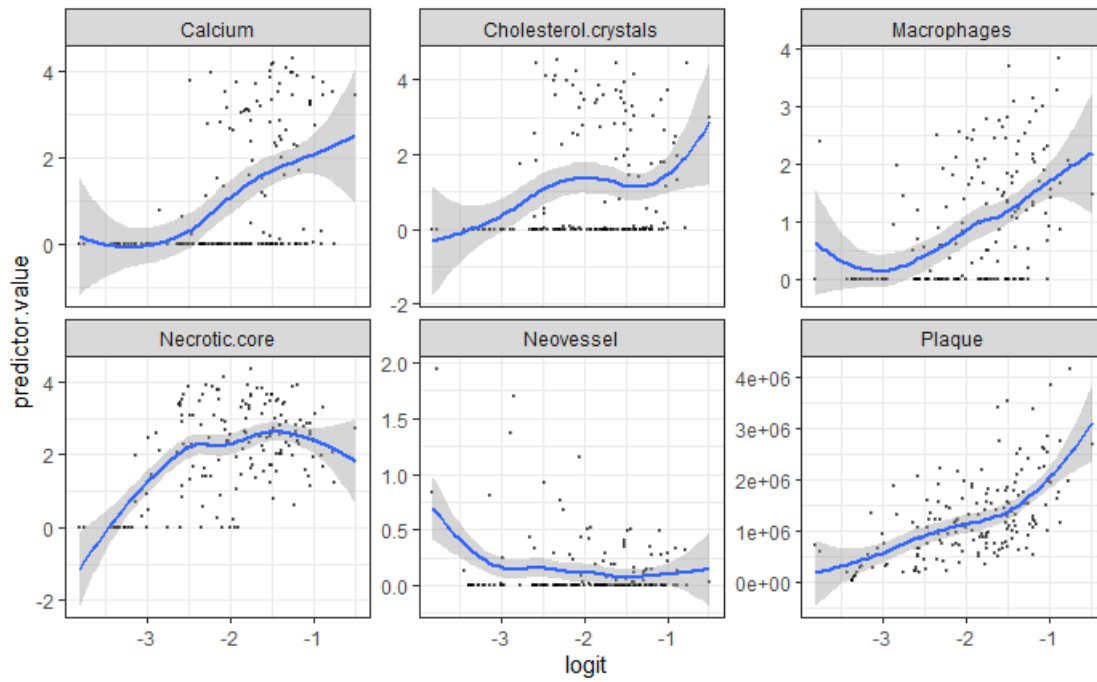 Calcium
Cholesterol.crystals
Macrophages
4
2
0
4
2
0
-2
4
3
2
1
0
Necrotic.core
Neovessel
Plaque
4
2
0
-2
2.0
1.5
1.0
0.5
0.0
4e+06
3e+06
2e+06
1e+06
0e+00
-3 -2 -1
-3 -2 -1
-3 -2 -1
predictor.value
logit